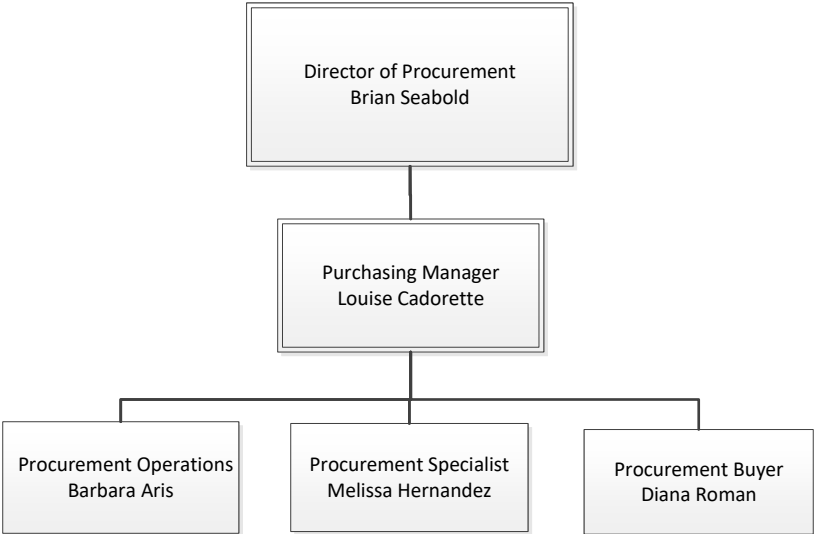 Director of Procurement
Brian Seabold
Purchasing Manager
Louise Cadorette
Procurement Operations
Barbara Aris
Procurement Specialist
Melissa Hernandez
Procurement Buyer
Diana Roman